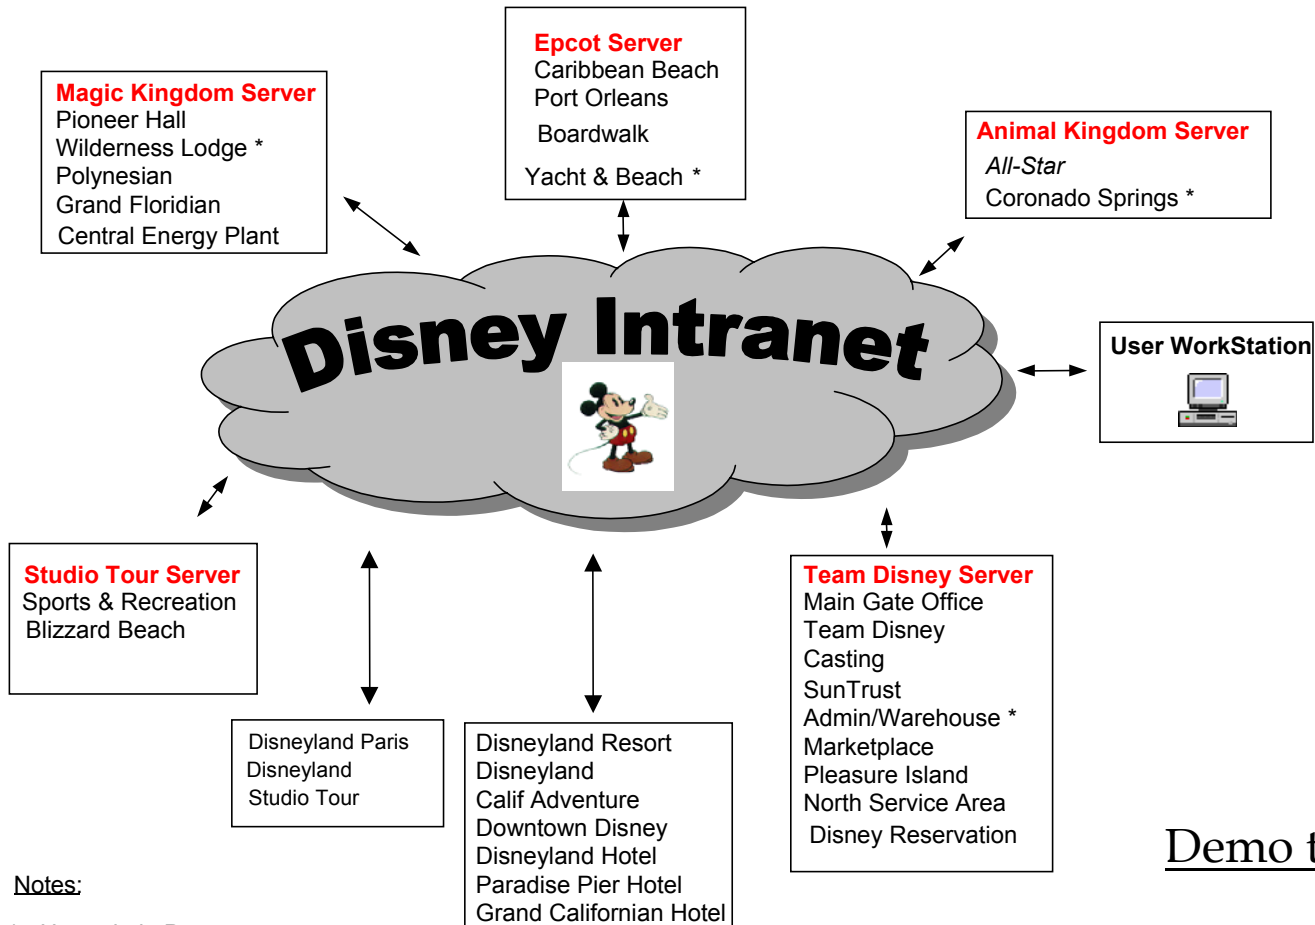 Epcot Server
Caribbean Beach
Port Orleans
Boardwalk
Yacht & Beach *
Magic Kingdom Server
Pioneer Hall
Wilderness Lodge *
Polynesian
Grand Floridian
Central Energy Plant
Animal Kingdom Server
All-Star
Coronado Springs *
Disney Intranet
User WorkStation
Studio Tour Server
Sports & Recreation
Blizzard Beach
Team Disney Server
Main Gate Office
Team Disney
Casting
SunTrust
Admin/Warehouse *
Marketplace
Pleasure Island
North Service Area
Disney Reservation
Disneyland Paris
Disneyland
Studio Tour
Disneyland Resort
Disneyland
Calif Adventure
Downtown Disney
Disneyland Hotel
Paradise Pier Hotel
Grand Californian Hotel
Demo t
Notes: